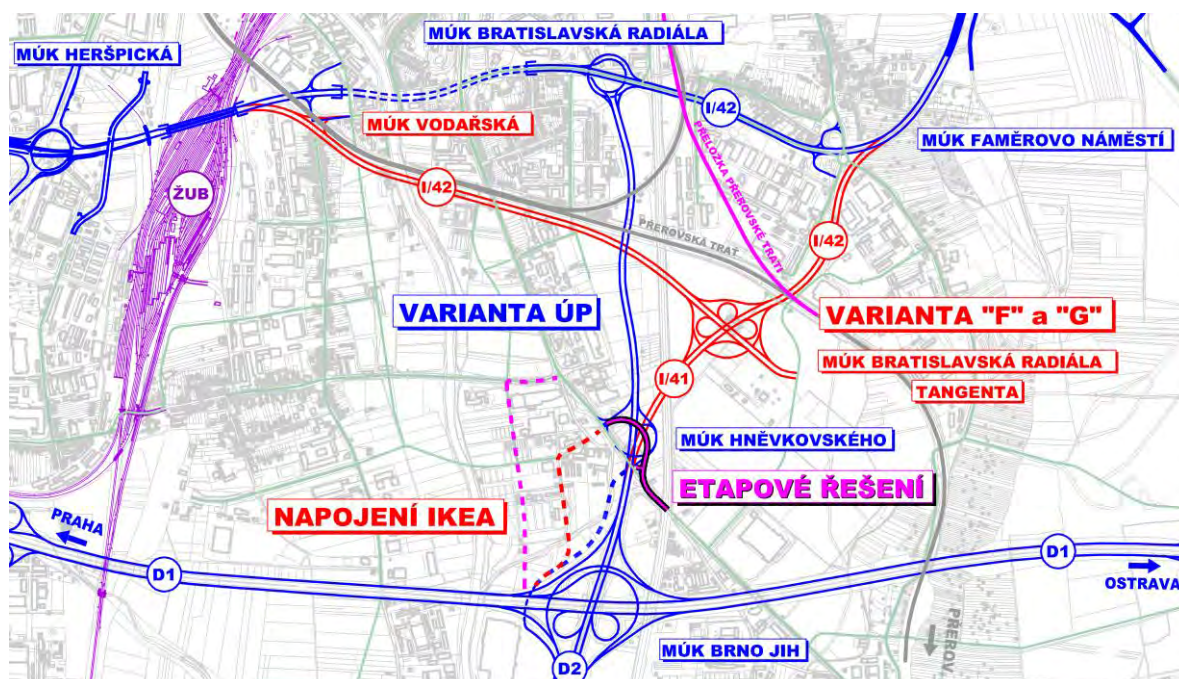 MÚK BRATISLAVSKÁ RADIÁLA
MÚK HERŠPICKÁ
I/42
MÚK VODAŘSKÁ
MÚK FAMĚROVO NÁMĚSTÍ
PŘELOŽKA PŘEROVSKÉ TRATI
ŽUB
I/42
PŘEROVSKÁ TRAŤ
I/42
VARIANTA ÚP
VARIANTA "F" a "G"
MÚK BRATISLAVSKÁ RADIÁLA
I/41
TANGENTA
MÚK HNĚVKOVSKÉHO
ETAPOVÉ ŘEŠENÍ
NAPOJENÍ IKEA
PRAHA
D1
D1
OSTRAVA
PŘEROV
MÚK BRNO JIH
D2